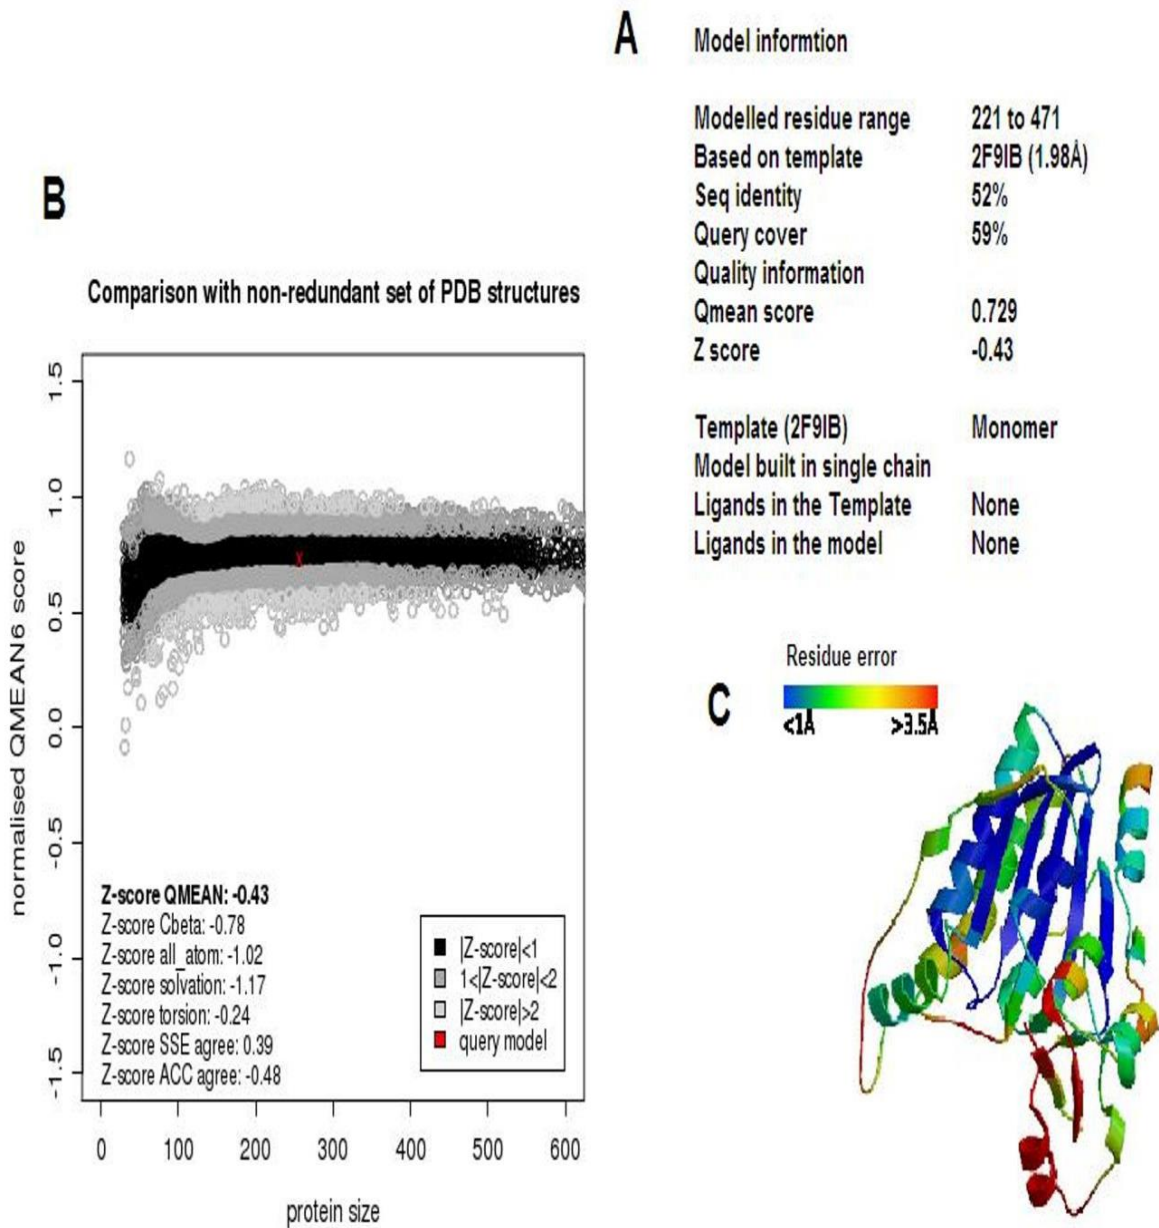 A
Model informtion
Modelled residue range 221 to 471
Based on template 2F9IB (1.98Å)
Seq identity 52%
Query cover 59%
Quality information
Qmean score 0.729
Z score -0.43
Template (2F9IB) Monomer
Model built in single chain
Ligands in the Template None
Ligands in the model None
B
Comparison with non-redundant set of PDB structures
normalised QMEAN6 score
1.5
1.0
0.5
0.0
-0.5
-1.0
-1.5
Z-score QMEAN: -0.43
Z-score Cbeta: -0.78
Z-score all_atom: -1.02
Z-score solvation: -1.17
Z-score torsion: -0.24
Z-score SSE agree: 0.39
Z-score ACC agree: -0.48
|Z-score|<1
1<|Z-score|<2
|Z-score|>2
query model
0 100 200 300 400 500 600
protein size
C
Residue error
<1Å >3.5Å